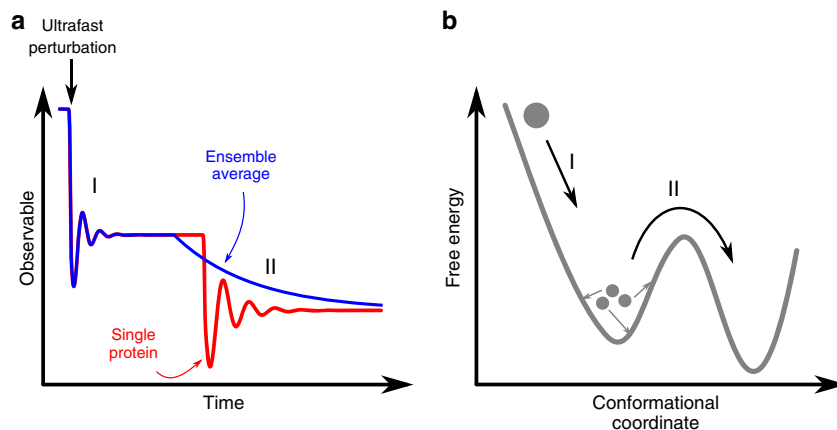 a
Ultrafast
perturbation
I
Ensemble
average
II
Single
protein
Observable
Time
b
I
II
Free energy
Conformational
coordinate